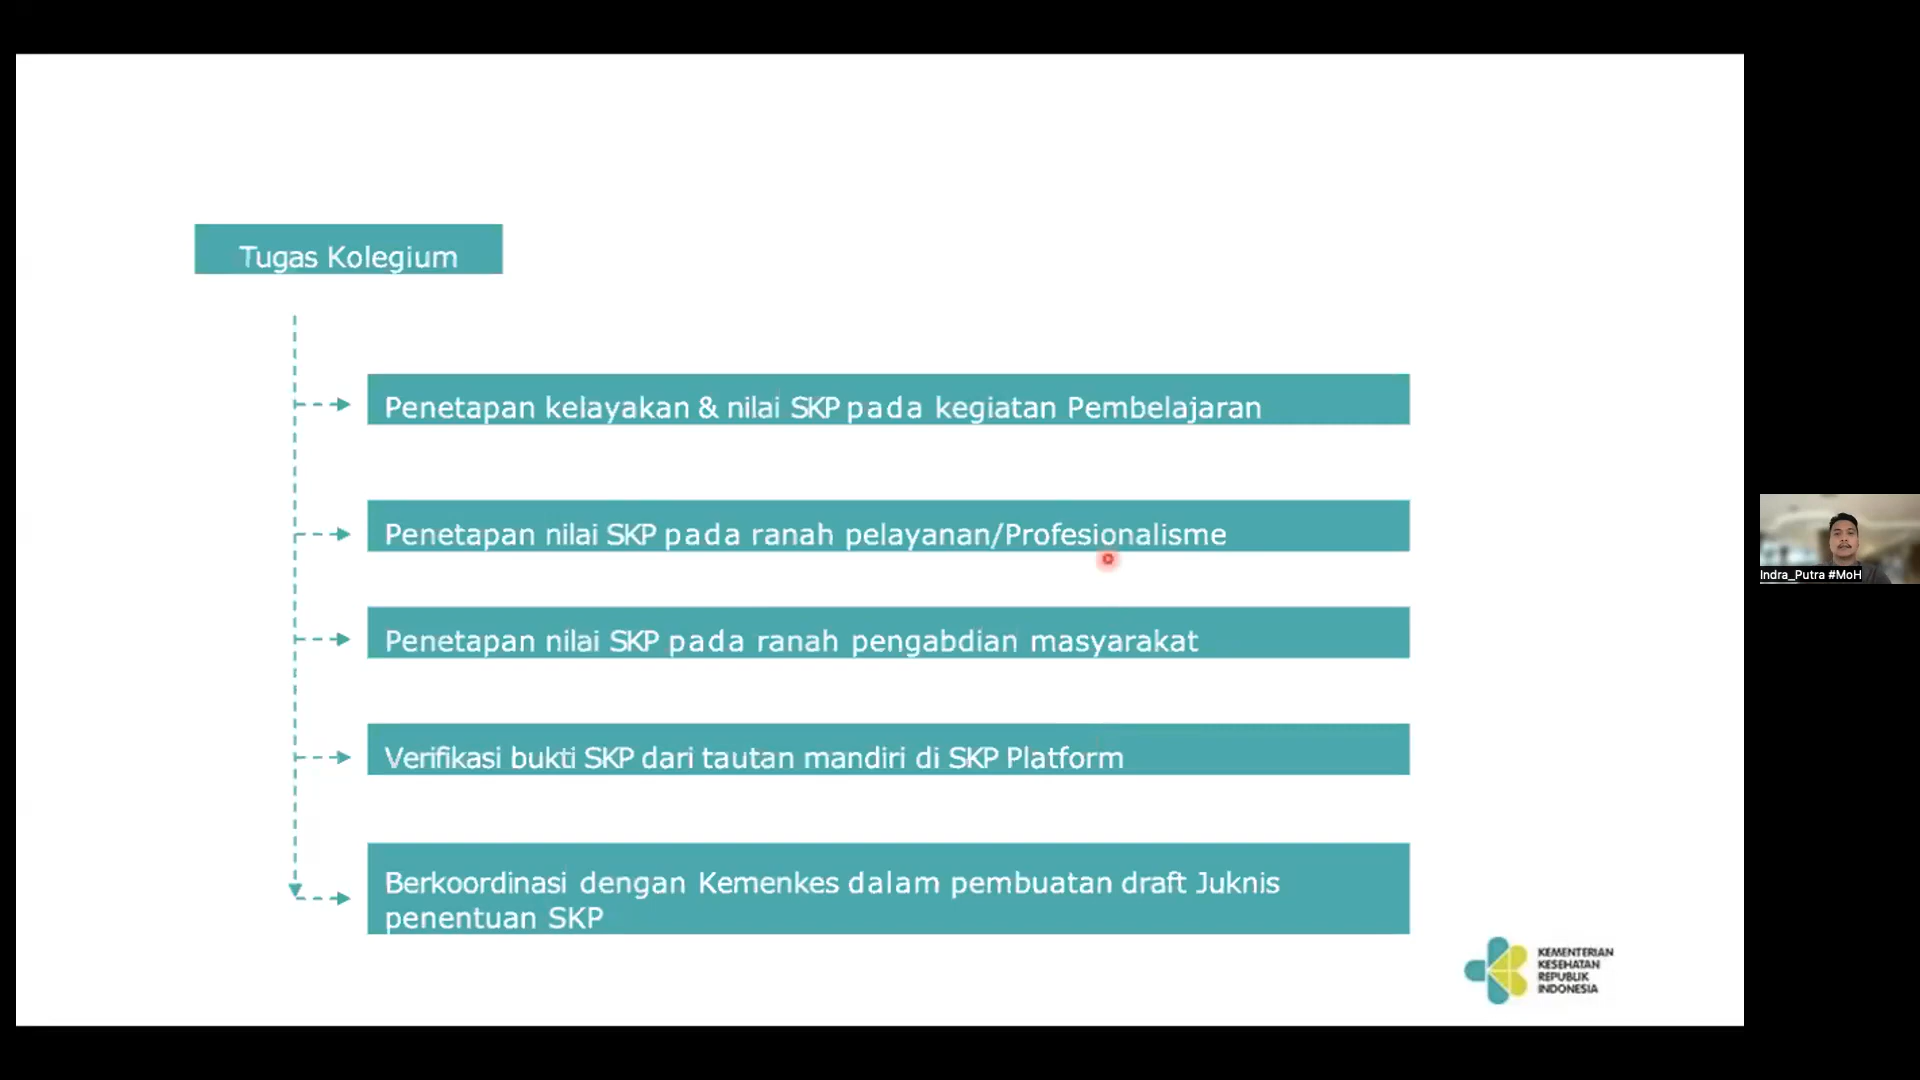 Tugas Kolegium
Penetapan kelayakan & nilai SKP pada kegiatan Pembelajaran
Penetapan nilai SKP pada ranah pelayanan/Profesionalisme
Penetapan nilai SKP pada ranah pengabdian masyarakat
Verifikasi bukti SKP dari tautan mandiri di SKP Platform
Berkoordinasi dengan Kemenkes dalam pembuatan draft Juknis
penentuan SKP
KEMENTERIAN
KESEHATAN
REPUBLIK
INDONESIA
Indra_Putra #MoH